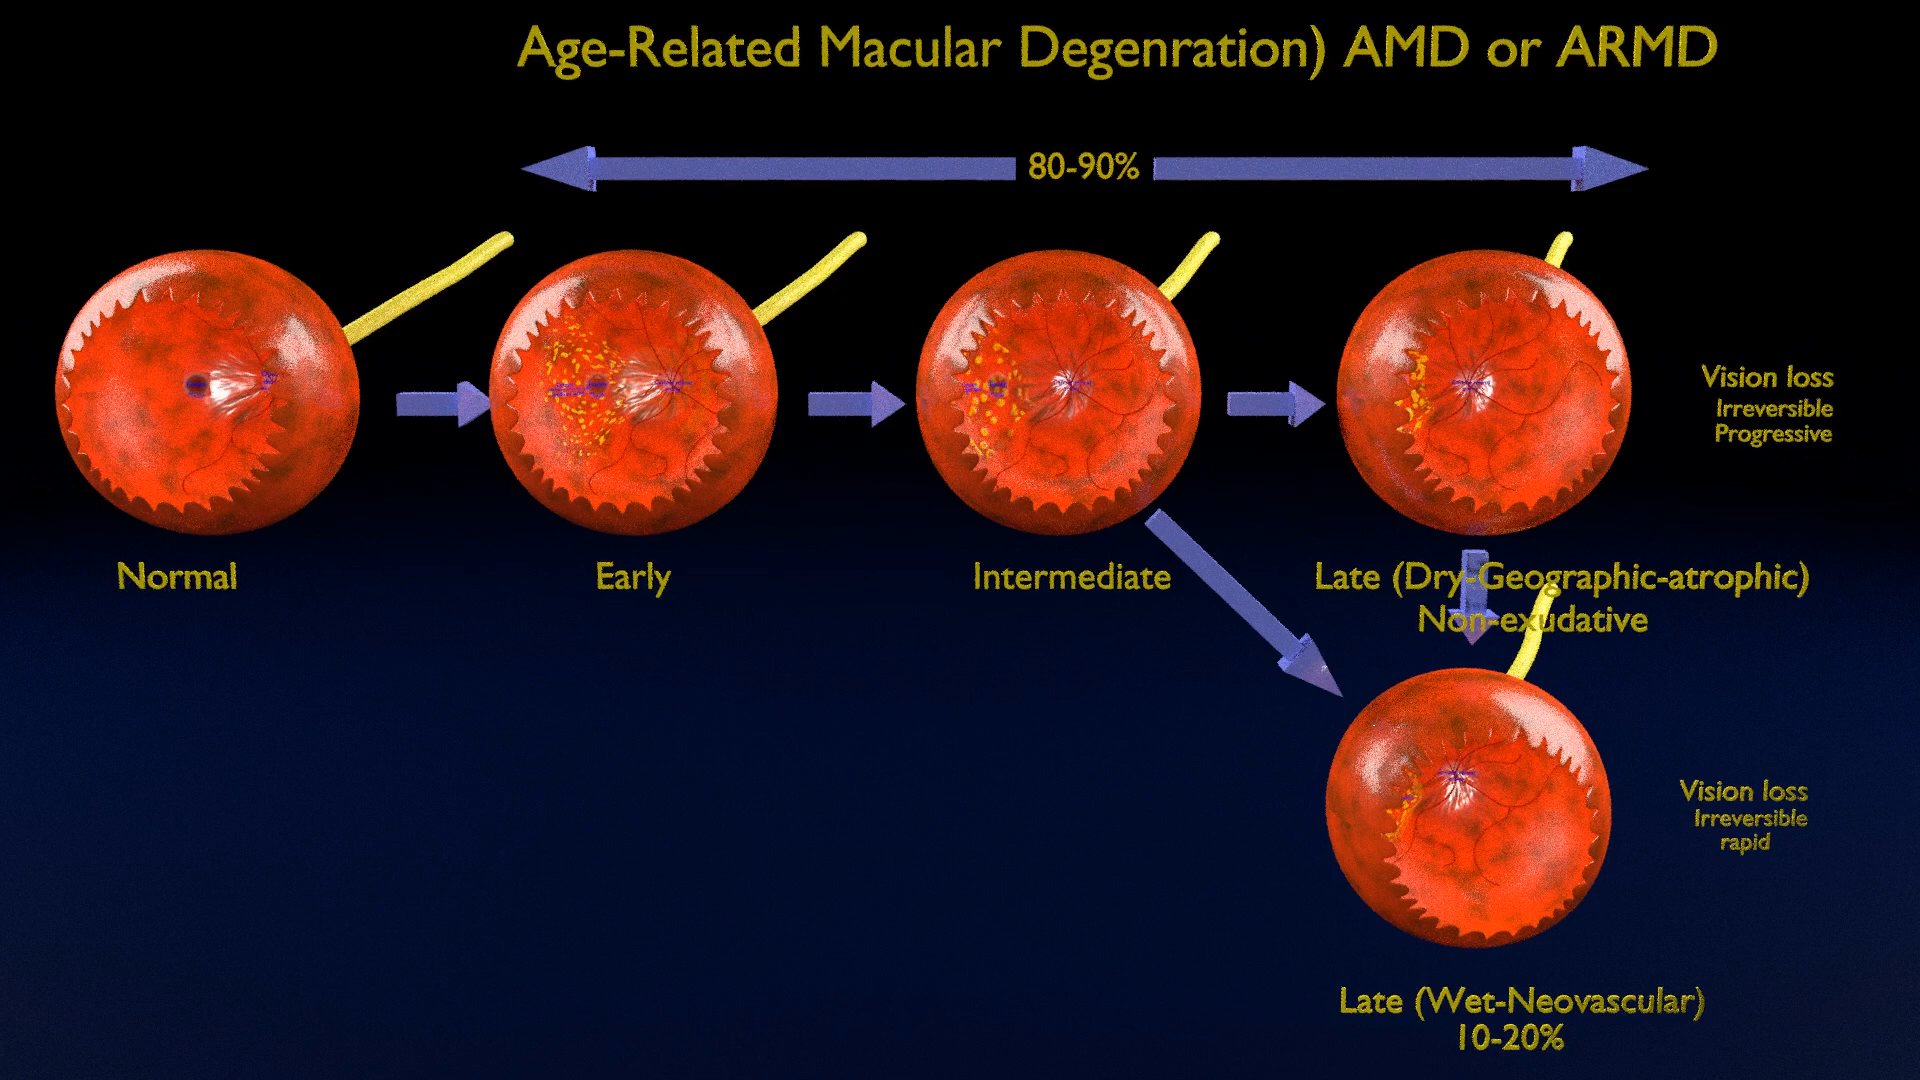 Age-Related Macular Degenration) AMD or ARMD
80-90%
Vision loss
Irreversible
Progressive
Normal
Early
Intermediate
Late (Dry-Geographic-atrophic)
Non-exudative
Vision loss
Irreversible
rapid
Late (Wet-Neovascular)
10-20%